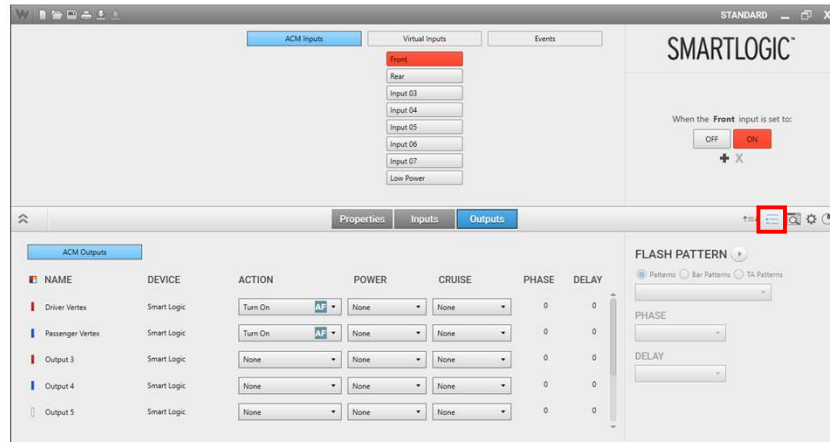 W STANDARD X
ACM Inputs Virtual Inputs Events
SMARTLOGIC™
Front
Rear
Input 03
Input 04
Input 05
Input 06
Input 07
Low Power
When the Front input is set to:
OFF ON
+ X
Properties Inputs Outputs
ACM Outputs
FLASH PATTERN
Patterns Bar Patterns TA Patterns
NAME DEVICE ACTION POWER CRUISE PHASE DELAY
Driver Vertex Smart Logic Turn On AF None None 0 0
PHASE
Passenger Vertex Smart Logic Turn On AF None None 0 0
DELAY
Output 3 Smart Logic None None None 0 0
Output 4 Smart Logic None None None 0 0
Output 5 Smart Logic None None None 0 0